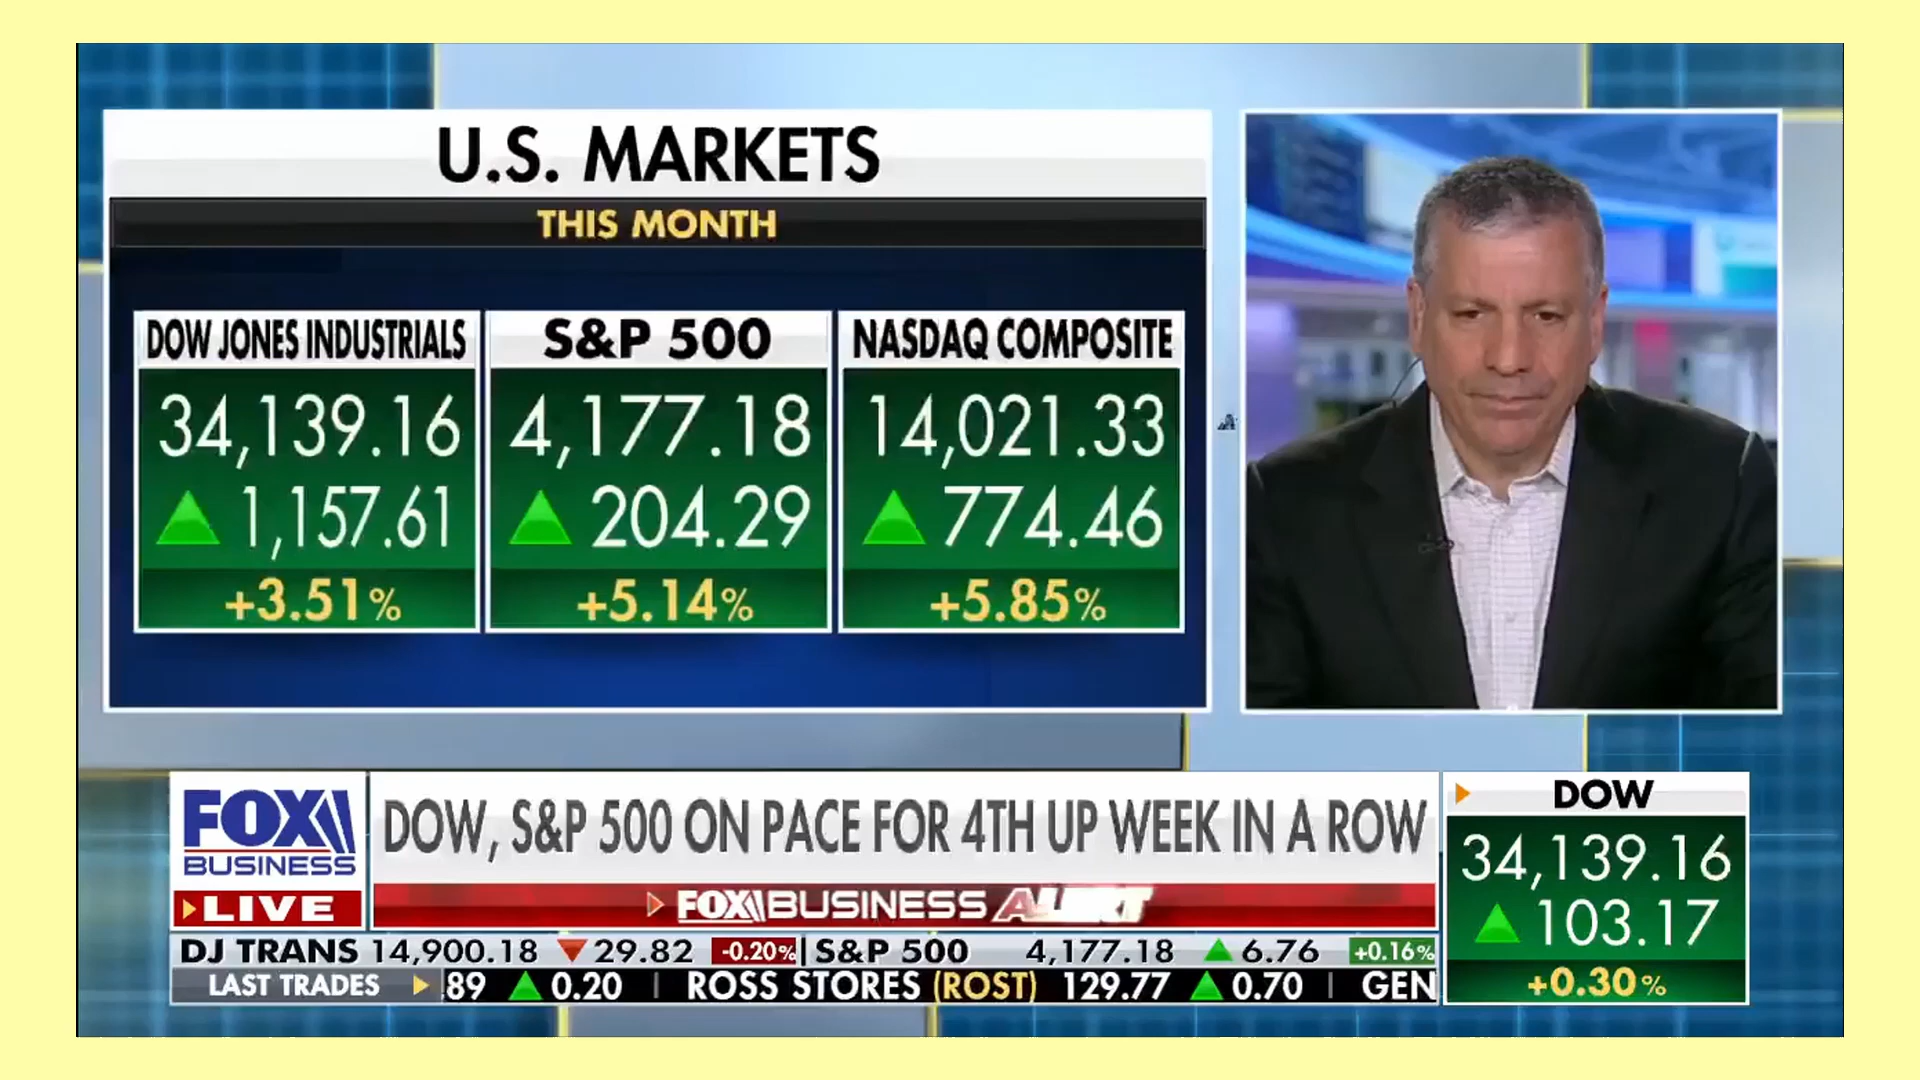 U.S. MARKETS
THIS MONTH
DOW JONES INDUSTRIALS
34,139.16
1,157.61
+3.51%
S&P 500
4,177.18
204.29
+5.14%
NASDAQ COMPOSITE
14,021.33
774.46
+5.85%
FOX BUSINESS
LIVE
DOW, S&P 500 ON PACE FOR 4TH UP WEEK IN A ROW
FOX BUSINESS ALERT
DOW
34,139.16
103.17
+0.30%
DJ TRANS 14,900.18 29.82 -0.20% S&P 500 4,177.18 6.76 +0.16%
LAST TRADES 89 0.20 | ROSS STORES (ROST) 129.77 0.70 | GEN